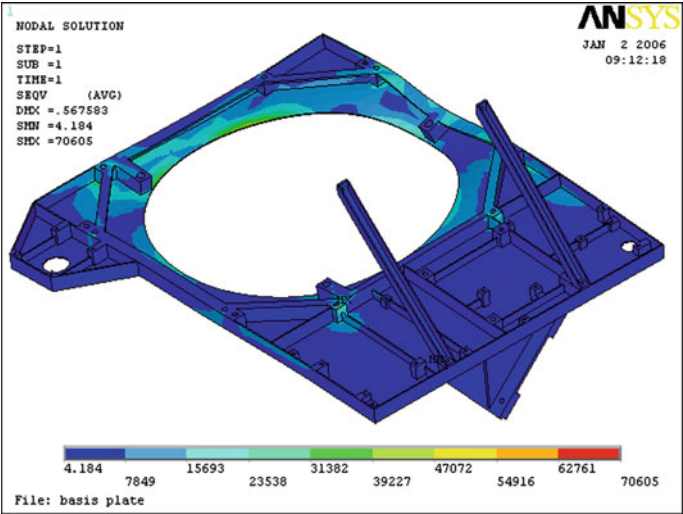 1
ANSYS
NODAL SOLUTION
JAN 2 2006
09:12:18
STEP=1
SUB =1
TIME=1
SEQV (AVG)
DMX =.567583
SMN =4.184
SMX =70605
4.184 15693 31382 47072 62761
7849 23538 39227 54916 70605
File: basis plate